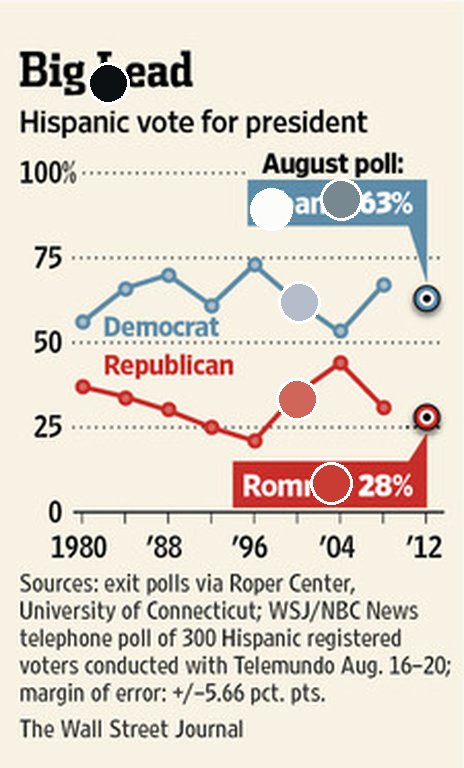 Big
Hispanic vote for president
August poll:
100%
63%
75
Democrat
50
Republican
25
28%
0
1980 '88 '96 '04 '12
Sources: exit polls via Roper Center,
University of Connecticut; WSJ/NBC News
telephone poll of 300 Hispanic registered
voters conducted with Telemundo Aug. 16–20;
margin of error: +/–5.66 pct. pts.
The Wall Street Journal